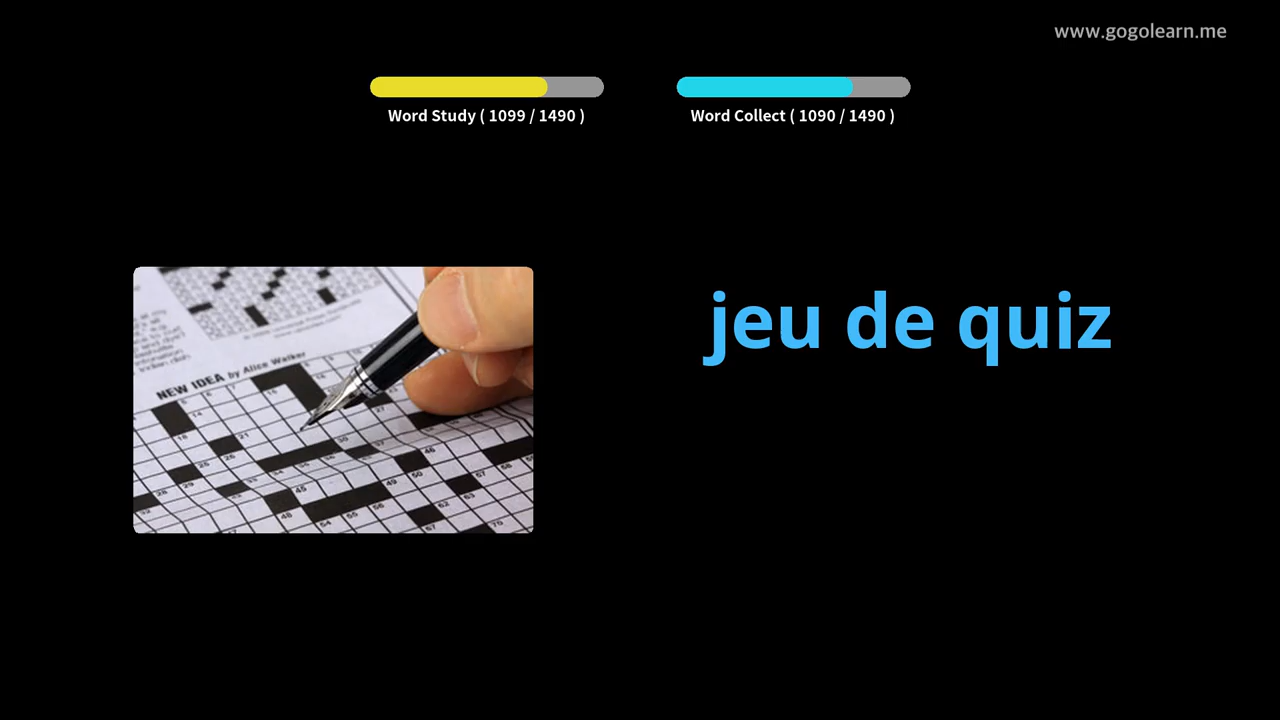 www.gogolearn.me
Word Study ( 1099 / 1490 )
Word Collect ( 1090 / 1490 )
jeu de quiz
NEW IDEA by Alice Walker